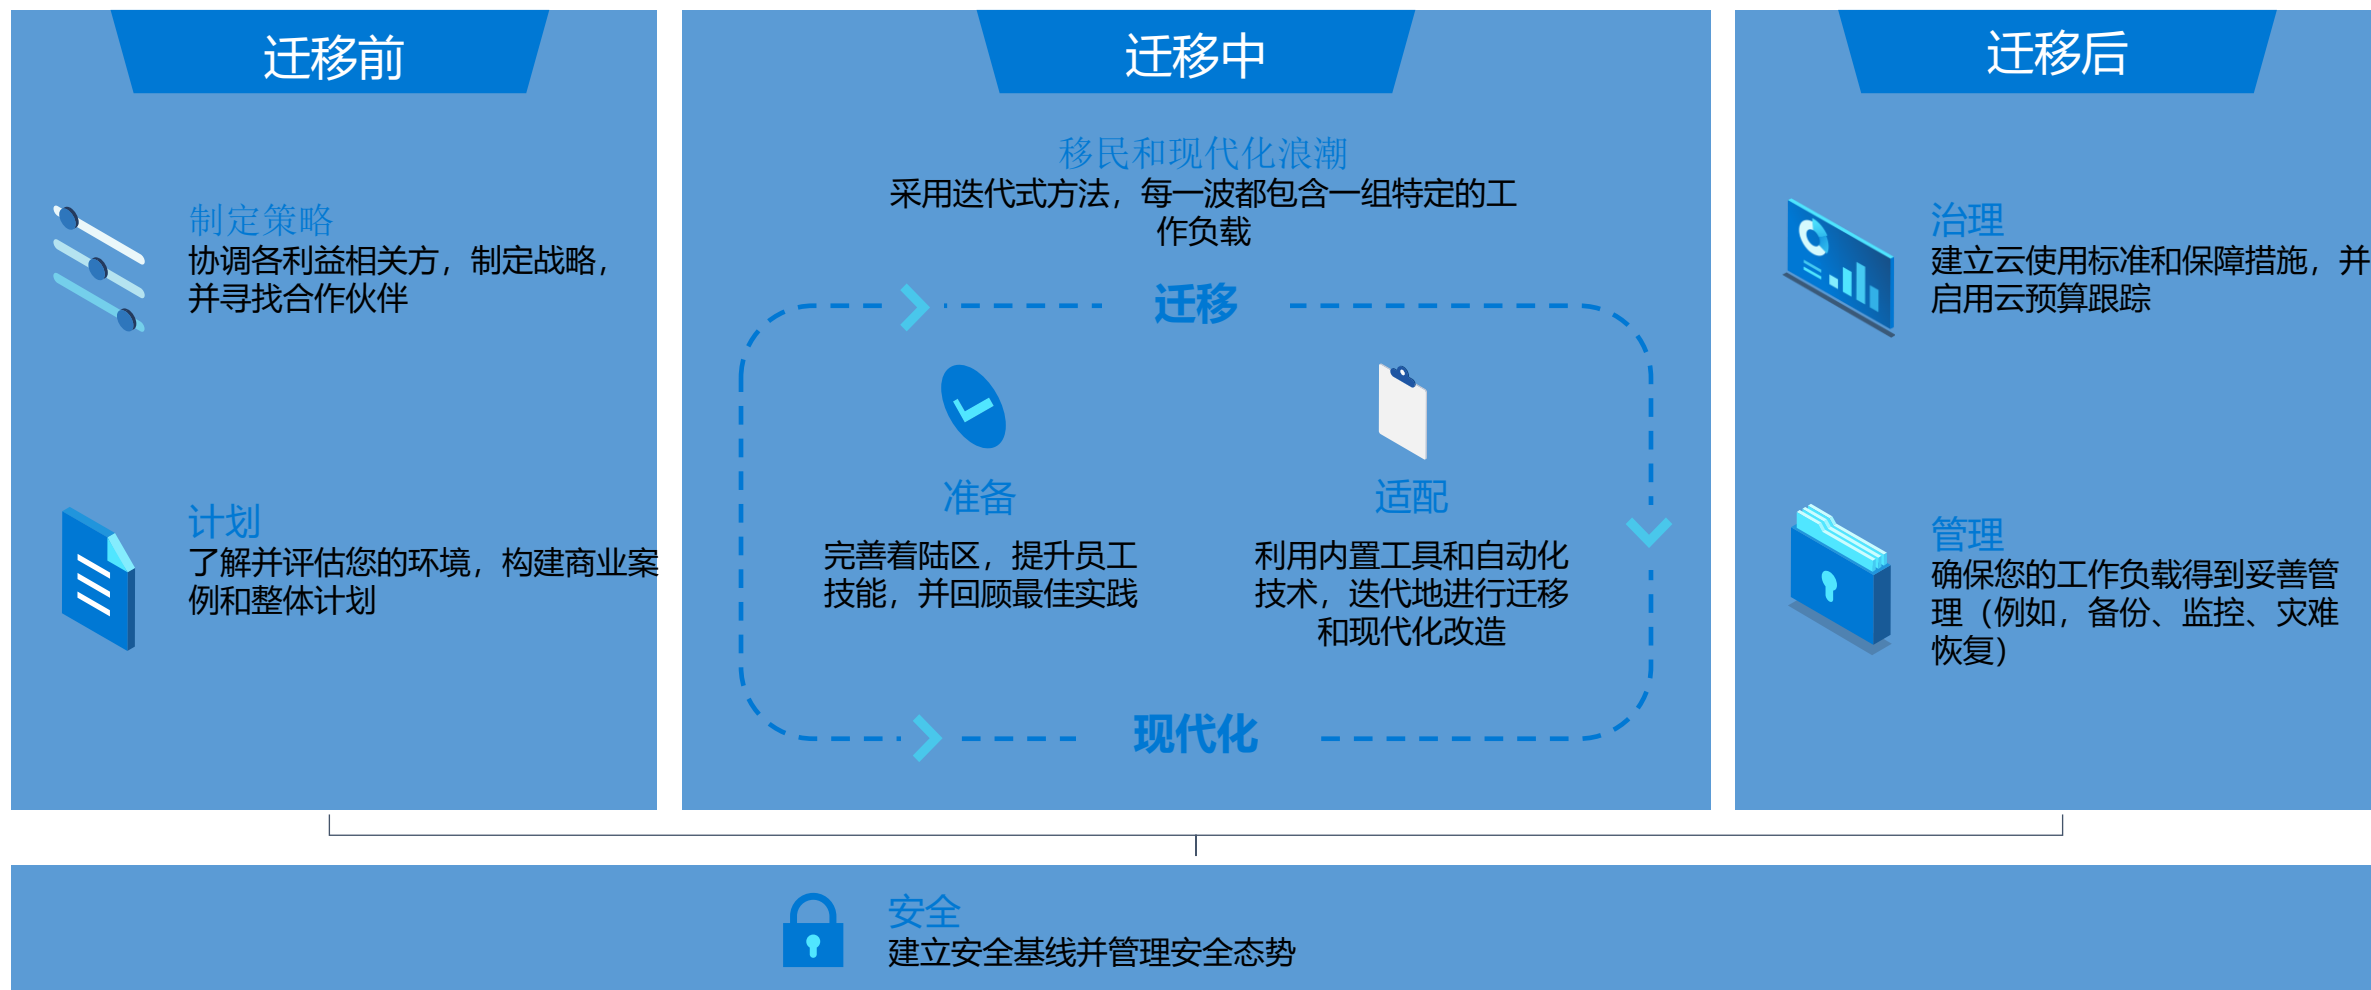 迁移前
制定策略
协调各利益相关方，制定战略，
并寻找合作伙伴
计划
了解并评估您的环境，构建商业案
例和整体计划
迁移中
移民和现代化浪潮
采用迭代式方法，每一波都包含一组特定的工
作负载
迁移
准备
完善着陆区，提升员工
技能，并回顾最佳实践
适配
利用内置工具和自动化
技术，迭代地进行迁移
和现代化改造
现代化
迁移后
治理
建立云使用标准和保障措施，并
启用云预算跟踪
管理
确保您的工作负载得到妥善管
理（例如，备份、监控、灾难
恢复）
安全
建立安全基线并管理安全态势